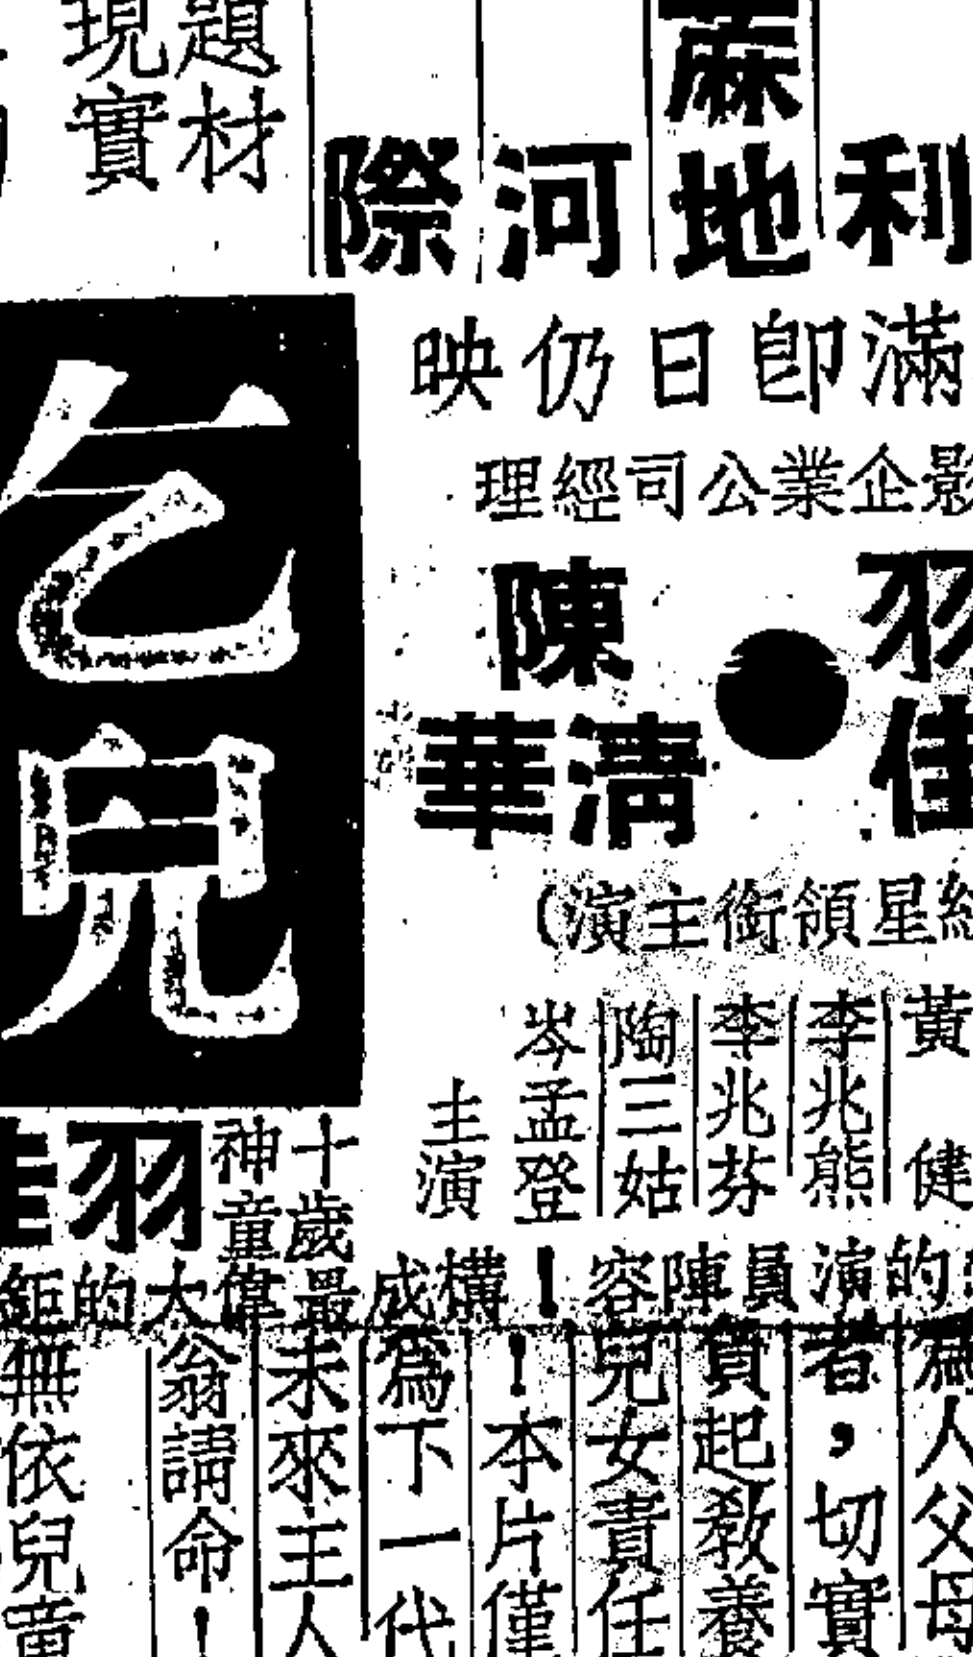 題材
現實
利
麻地
河
際
滿卽日仍映
影企業公司經理
乞兒
羽佳
陳清華
紅星領銜主演）
黃健
李兆熊
李兆芬
陶三姑
岑孟登
主演
十歲神童
羽佳
的演員陣容！構成最偉大的鉅
為人父母
者，切實
負起教養
兒女責任
！本片僅
為下一代
未來主人
翁請命！
無依兒童